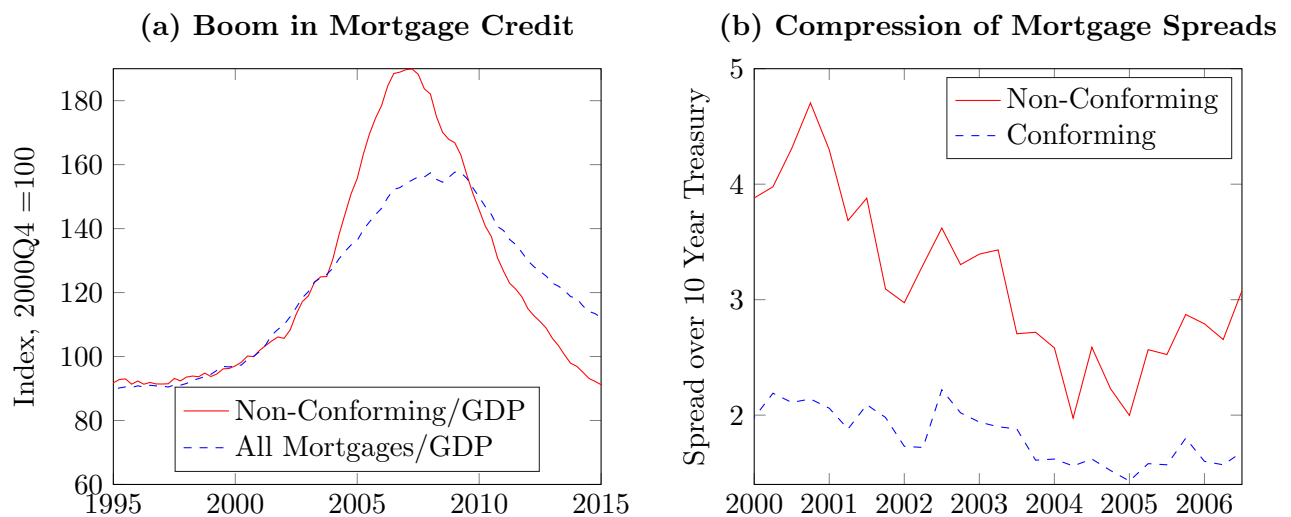 (a) Boom in Mortgage Credit
Index, 2000Q4 =100
180
160
140
120
100
80
60
1995
2000
2005
2010
2015
Non-Conforming/GDP
All Mortgages/GDP
(b) Compression of Mortgage Spreads
Spread over 10 Year Treasury
5
4
3
2
2000
2001
2002
2003
2004
2005
2006
Non-Conforming
Conforming